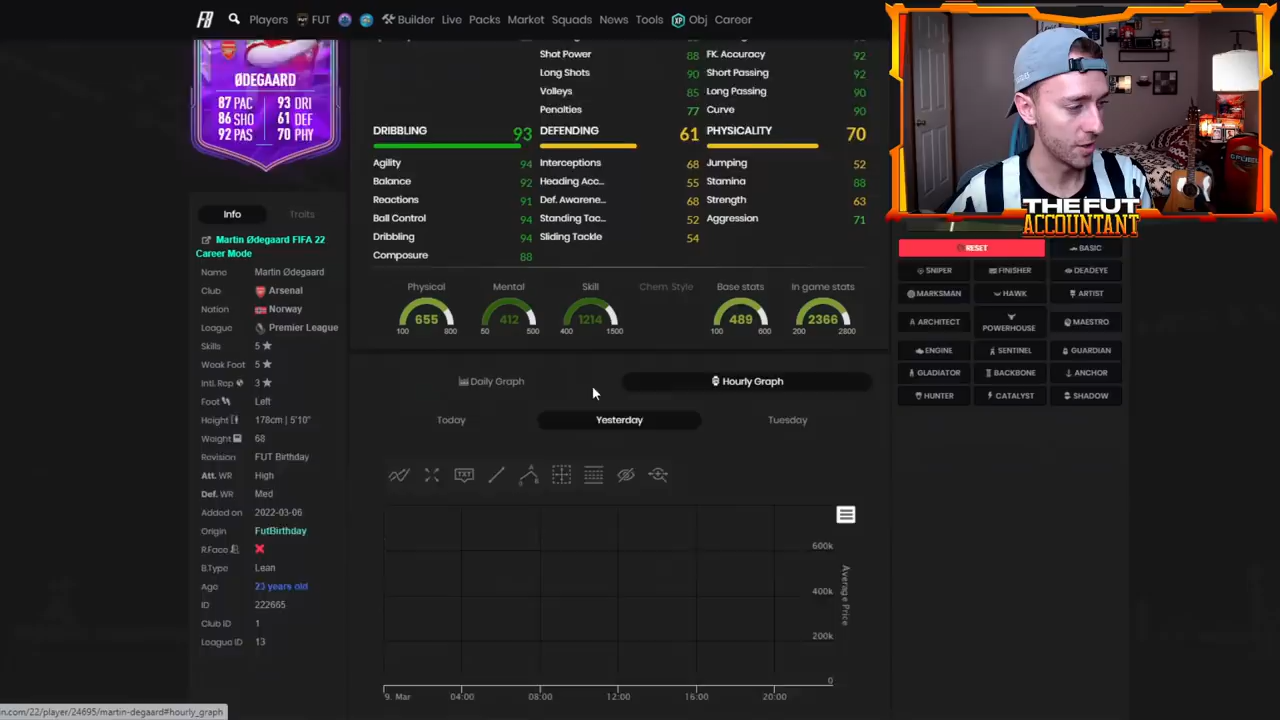 FB Players FUT Builder Live Packs Market Squads News Tools XP Obj Career
ØDEGAARD
87 PAC 93 DRI
86 SHO 61 DEF
92 PAS 70 PHY
Shot Power 88 FK. Accuracy 92
Long Shots 90 Short Passing 92
Volleys 85 Long Passing 90
Penalties 77 Curve 90
DRIBBLING 93 DEFENDING 61 PHYSICALITY 70
Agility 94 Interceptions 68 Jumping 52
Balance 92 Heading Acc... 55 Stamina 88
Reactions 91 Def. Awarene... 68 Strength 63
Ball Control 94 Standing Tac... 52 Aggression 71
Dribbling 94 Sliding Tackle 54
Composure 88
Physical Mental Skill Chem. Style Base stats In game stats
655 412 1214 489 2366
100 800 50 500 400 1500 100 600 200 2800
Info Traits
Martin Ødegaard FIFA 22
Career Mode
Name Martin Ødegaard
Club Arsenal
Nation Norway
League Premier League
Skills 5
Weak Foot 5
Intl. Rep 3
Foot Left
Height 178cm | 5'10"
Weight 68
Revision FUT Birthday
Att. WR High
Def. WR Med
Added on 2022-03-06
Origin FutBirthday
R.Face
B.Type Lean
Age 23 years old
ID 222665
Club ID 1
League ID 13
Daily Graph Hourly Graph
Today Yesterday Tuesday
TXT
600k
400k
200k
0
Average Price
9. Mar 04:00 08:00 12:00 16:00 20:00
THE FUT
ACCOUNTANT
RESET BASIC
SNIPER FINISHER DEADEYE
MARKSMAN HAWK ARTIST
ARCHITECT POWERHOUSE MAESTRO
ENGINE SENTINEL GUARDIAN
GLADIATOR BACKBONE ANCHOR
HUNTER CATALYST SHADOW
in.com/22/player/24695/martin-degaard#hourly_graph